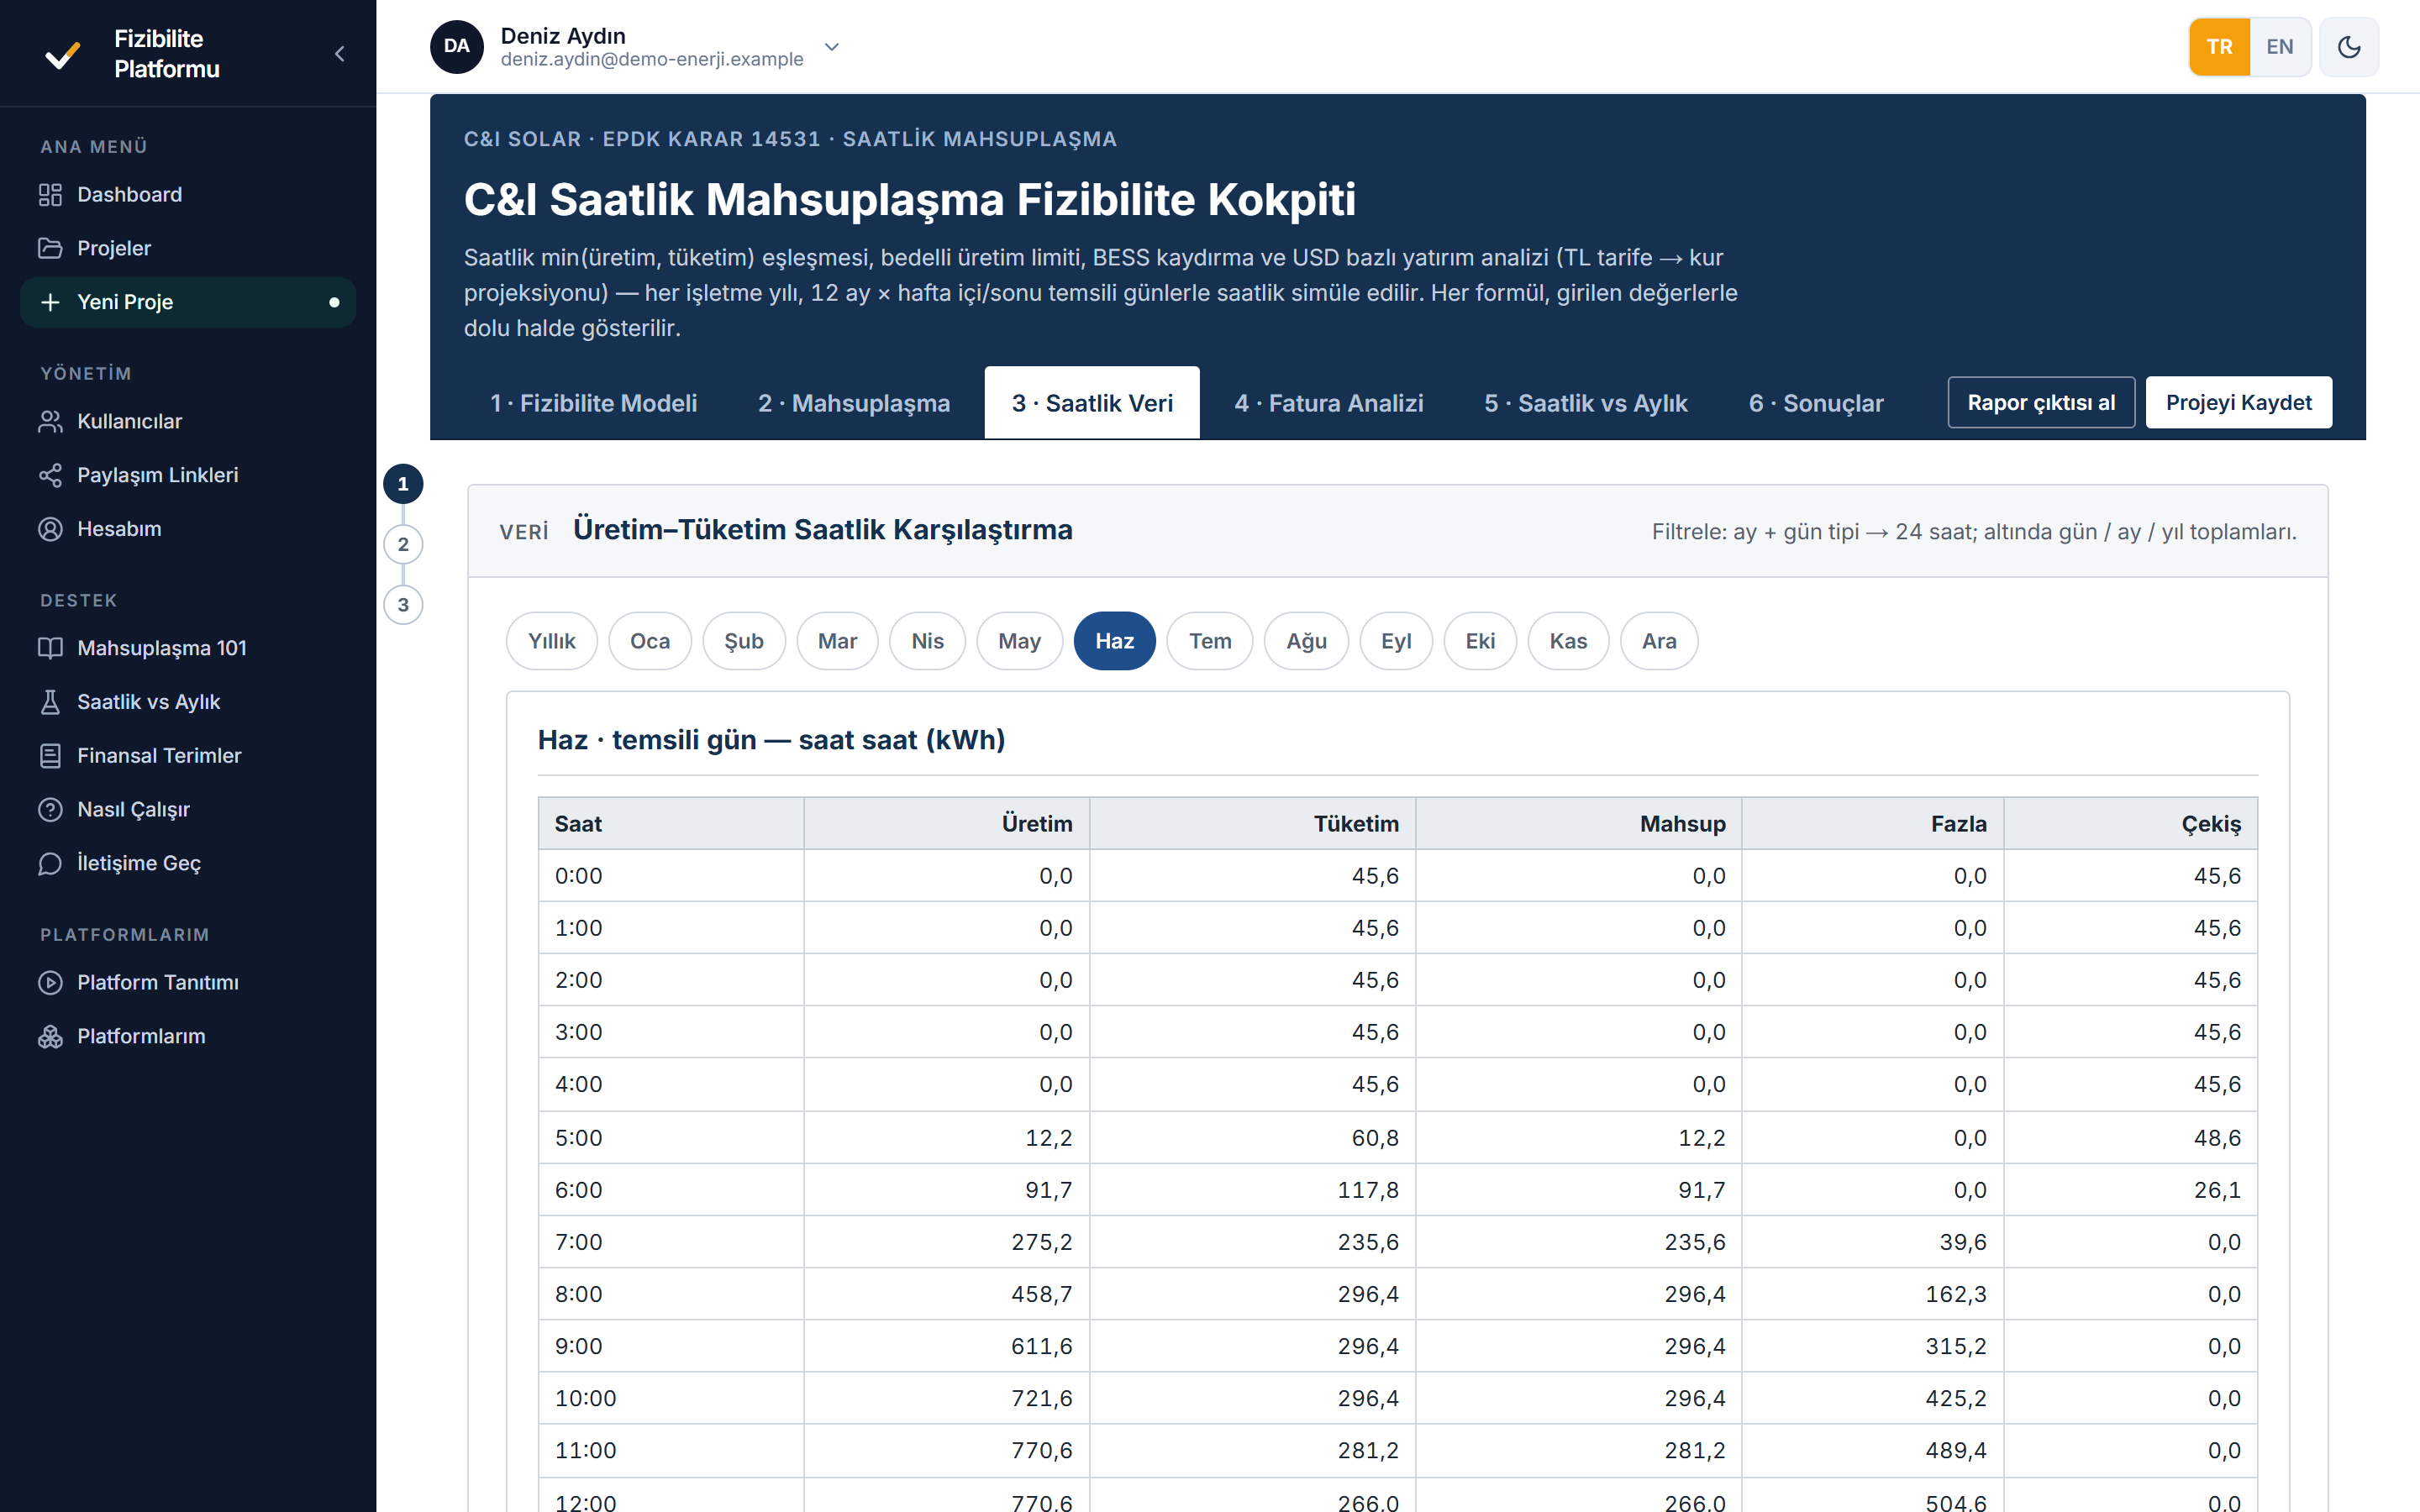 Fizibilite
Platformu
ANA MENÜ
Dashboard
Projeler
Yeni Proje
YÖNETİM
Kullanıcılar
Paylaşım Linkleri
Hesabım
DESTEK
Mahsuplaşma 101
Saatlik vs Aylık
Finansal Terimler
Nasıl Çalışır
İletişime Geç
PLATFORMLARIM
Platform Tanıtımı
Platformlarım
DA
Deniz Aydın
deniz.aydin@demo-enerji.example
TR EN
C&I SOLAR · EPDK KARAR 14531 · SAATLİK MAHSUPLAŞMA
C&I Saatlik Mahsuplaşma Fizibilite Kokpiti
Saatlik min(üretim, tüketim) eşleşmesi, bedelli üretim limiti, BESS kaydırma ve USD bazlı yatırım analizi (TL tarife → kur
projeksiyonu) — her işletme yılı, 12 ay × hafta içi/sonu temsili günlerle saatlik simüle edilir. Her formül, girilen değerlerle
dolu halde gösterilir.
1 · Fizibilite Modeli 2 · Mahsuplaşma 3 · Saatlik Veri 4 · Fatura Analizi 5 · Saatlik vs Aylık 6 · Sonuçlar Rapor çıktısı al Projeyi Kaydet
1
2
3
VERİ Üretim–Tüketim Saatlik Karşılaştırma Filtrele: ay + gün tipi → 24 saat; altında gün / ay / yıl toplamları.
Yıllık Oca Şub Mar Nis May Haz Tem Ağu Eyl Eki Kas Ara
Haz · temsili gün — saat saat (kWh)
Saat Üretim Tüketim Mahsup Fazla Çekiş
0:00 0,0 45,6 0,0 0,0 45,6
1:00 0,0 45,6 0,0 0,0 45,6
2:00 0,0 45,6 0,0 0,0 45,6
3:00 0,0 45,6 0,0 0,0 45,6
4:00 0,0 45,6 0,0 0,0 45,6
5:00 12,2 60,8 12,2 0,0 48,6
6:00 91,7 117,8 91,7 0,0 26,1
7:00 275,2 235,6 235,6 39,6 0,0
8:00 458,7 296,4 296,4 162,3 0,0
9:00 611,6 296,4 296,4 315,2 0,0
10:00 721,6 296,4 296,4 425,2 0,0
11:00 770,6 281,2 281,2 489,4 0,0
12:00 770,6 266,0 266,0 504,6 0,0